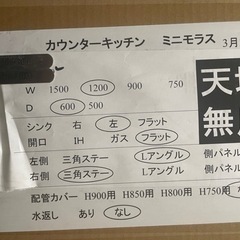 カウンターキッチン ミニモラス 3月
W 1500 1200 900 750
D 600 500
シンク 右 左 フラット
開口 IH ガス フラット
左側 三角ステー Lアングル 側パネル
右側 三角ステー Lアングル 側パネル
配管カバー H900用 H850用 H800用 H750用
水返し あり なし
天
無